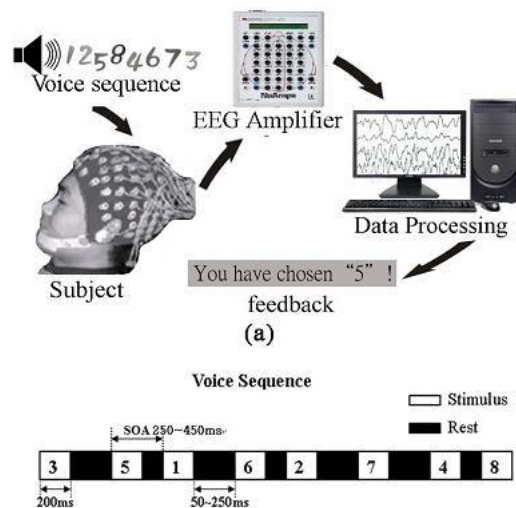 12584673
Voice sequence
EEG Amplifier
Data Processing
Subject
You have chosen “5” !
feedback
(a)
Voice Sequence
SOA 250~450ms
Stimulus
Rest
3 5 1 6 2 7 4 8
200ms
50~250ms